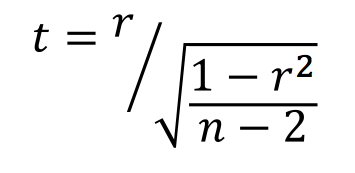 t = r / √((1 − r²) / (n − 2))